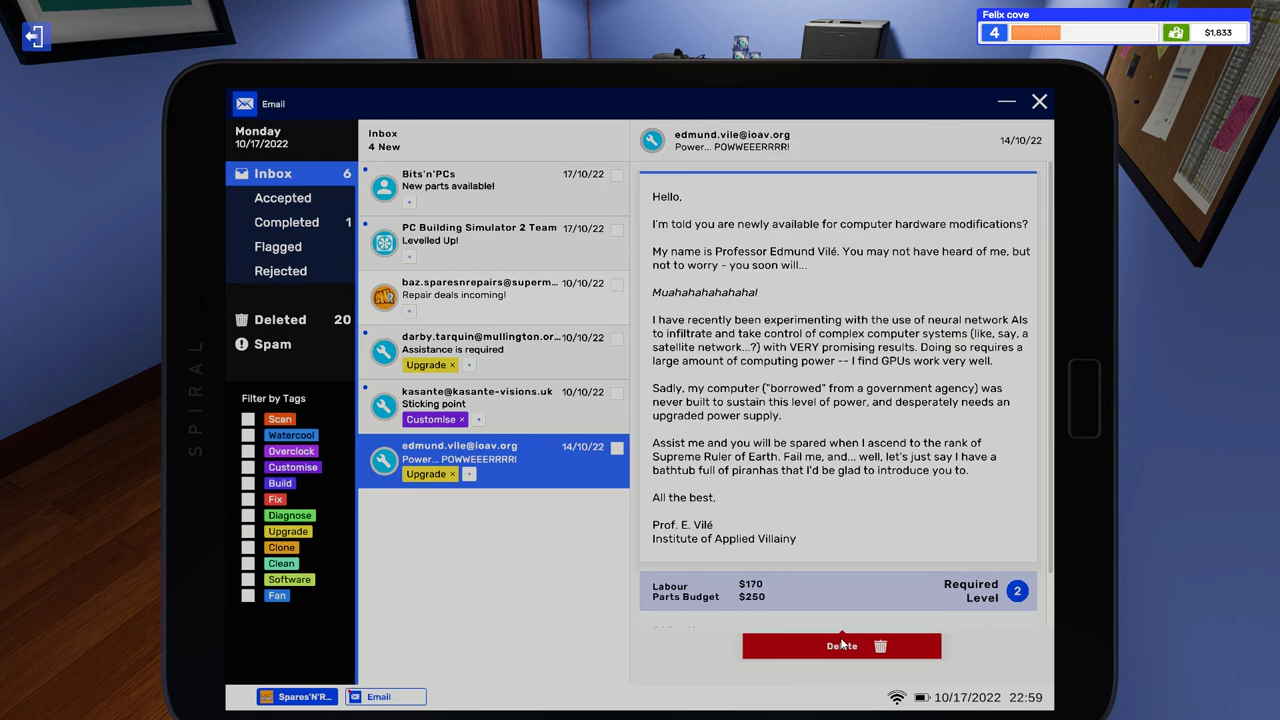 Felix cove
4
$1,833
Email
Monday
10/17/2022
Inbox 6
Accepted
Completed 1
Flagged
Rejected
Deleted 20
Spam
Filter by Tags
Scan
Watercool
Overclock
Customise
Build
Fix
Diagnose
Upgrade
Clone
Clean
Software
Fan
SPIRAL
Inbox
4 New
Bits'n'PCs 17/10/22
New parts available!
+
PC Building Simulator 2 Team 17/10/22
Levelled Up!
+
baz.sparesnrepairs@superm... 10/10/22
Repair deals incoming!
+
darby.tarquin@mullington.or... 10/10/22
Assistance is required
Upgrade × +
kasante@kasante-visions.uk 10/10/22
Sticking point
Customise × +
edmund.vile@ioav.org 14/10/22
Power... POWWEEERRRR!
Upgrade × +
edmund.vile@ioav.org 14/10/22
Power... POWWEEERRRR!
Hello,
I'm told you are newly available for computer hardware modifications?
My name is Professor Edmund Vilé. You may not have heard of me, but
not to worry - you soon will...
Muahahahahahaha!
I have recently been experimenting with the use of neural network AIs
to infiltrate and take control of complex computer systems (like, say, a
satellite network...?) with VERY promising results. Doing so requires a
large amount of computing power -- I find GPUs work very well.
Sadly, my computer ("borrowed" from a government agency) was
never built to sustain this level of power, and desperately needs an
upgraded power supply.
Assist me and you will be spared when I ascend to the rank of
Supreme Ruler of Earth. Fail me, and... well, let's just say I have a
bathtub full of piranhas that I'd be glad to introduce you to.
All the best,
Prof. E. Vilé
Institute of Applied Villainy
Labour $170
Parts Budget $250
Required
Level 2
Delete
Spares'N'R...
Email
10/17/2022 22:59